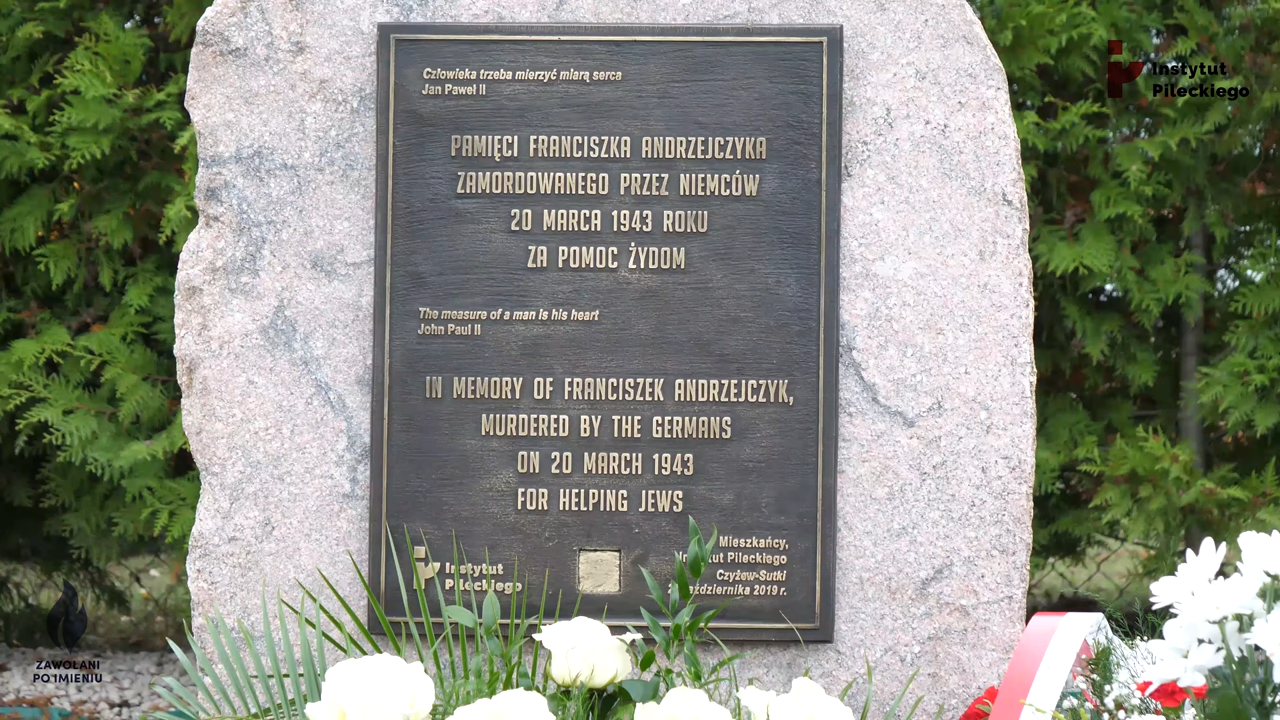 Człowieka trzeba mierzyć miarą serca
Jan Paweł II
PAMIĘCI FRANCISZKA ANDRZEJCZYKA
ZAMORDOWANEGO PRZEZ NIEMCÓW
20 MARCA 1943 ROKU
ZA POMOC ŻYDOM
The measure of a man is his heart
John Paul II
IN MEMORY OF FRANCISZEK ANDRZEJCZYK,
MURDERED BY THE GERMANS
ON 20 MARCH 1943
FOR HELPING JEWS
Instytut
Pileckiego
Mieszkańcy,
Instytut Pileckiego
Czyżew-Sutki
października 2019 r.
Instytut
Pileckiego
ZAWOŁANI
PO IMIENIU